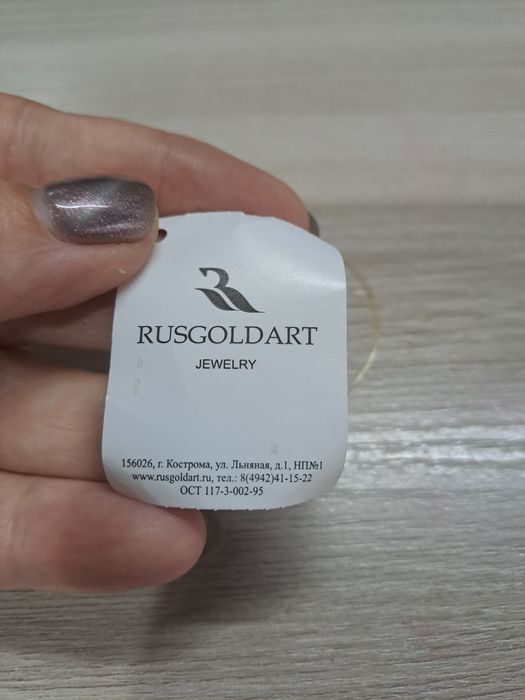 RUSGOLDART
JEWELRY
156026, г. Кострома, ул. Льняная, д.1, НП№1
www.rusgoldart.ru, тел.: 8(4942)41-15-22
ОСТ 117-3-002-95